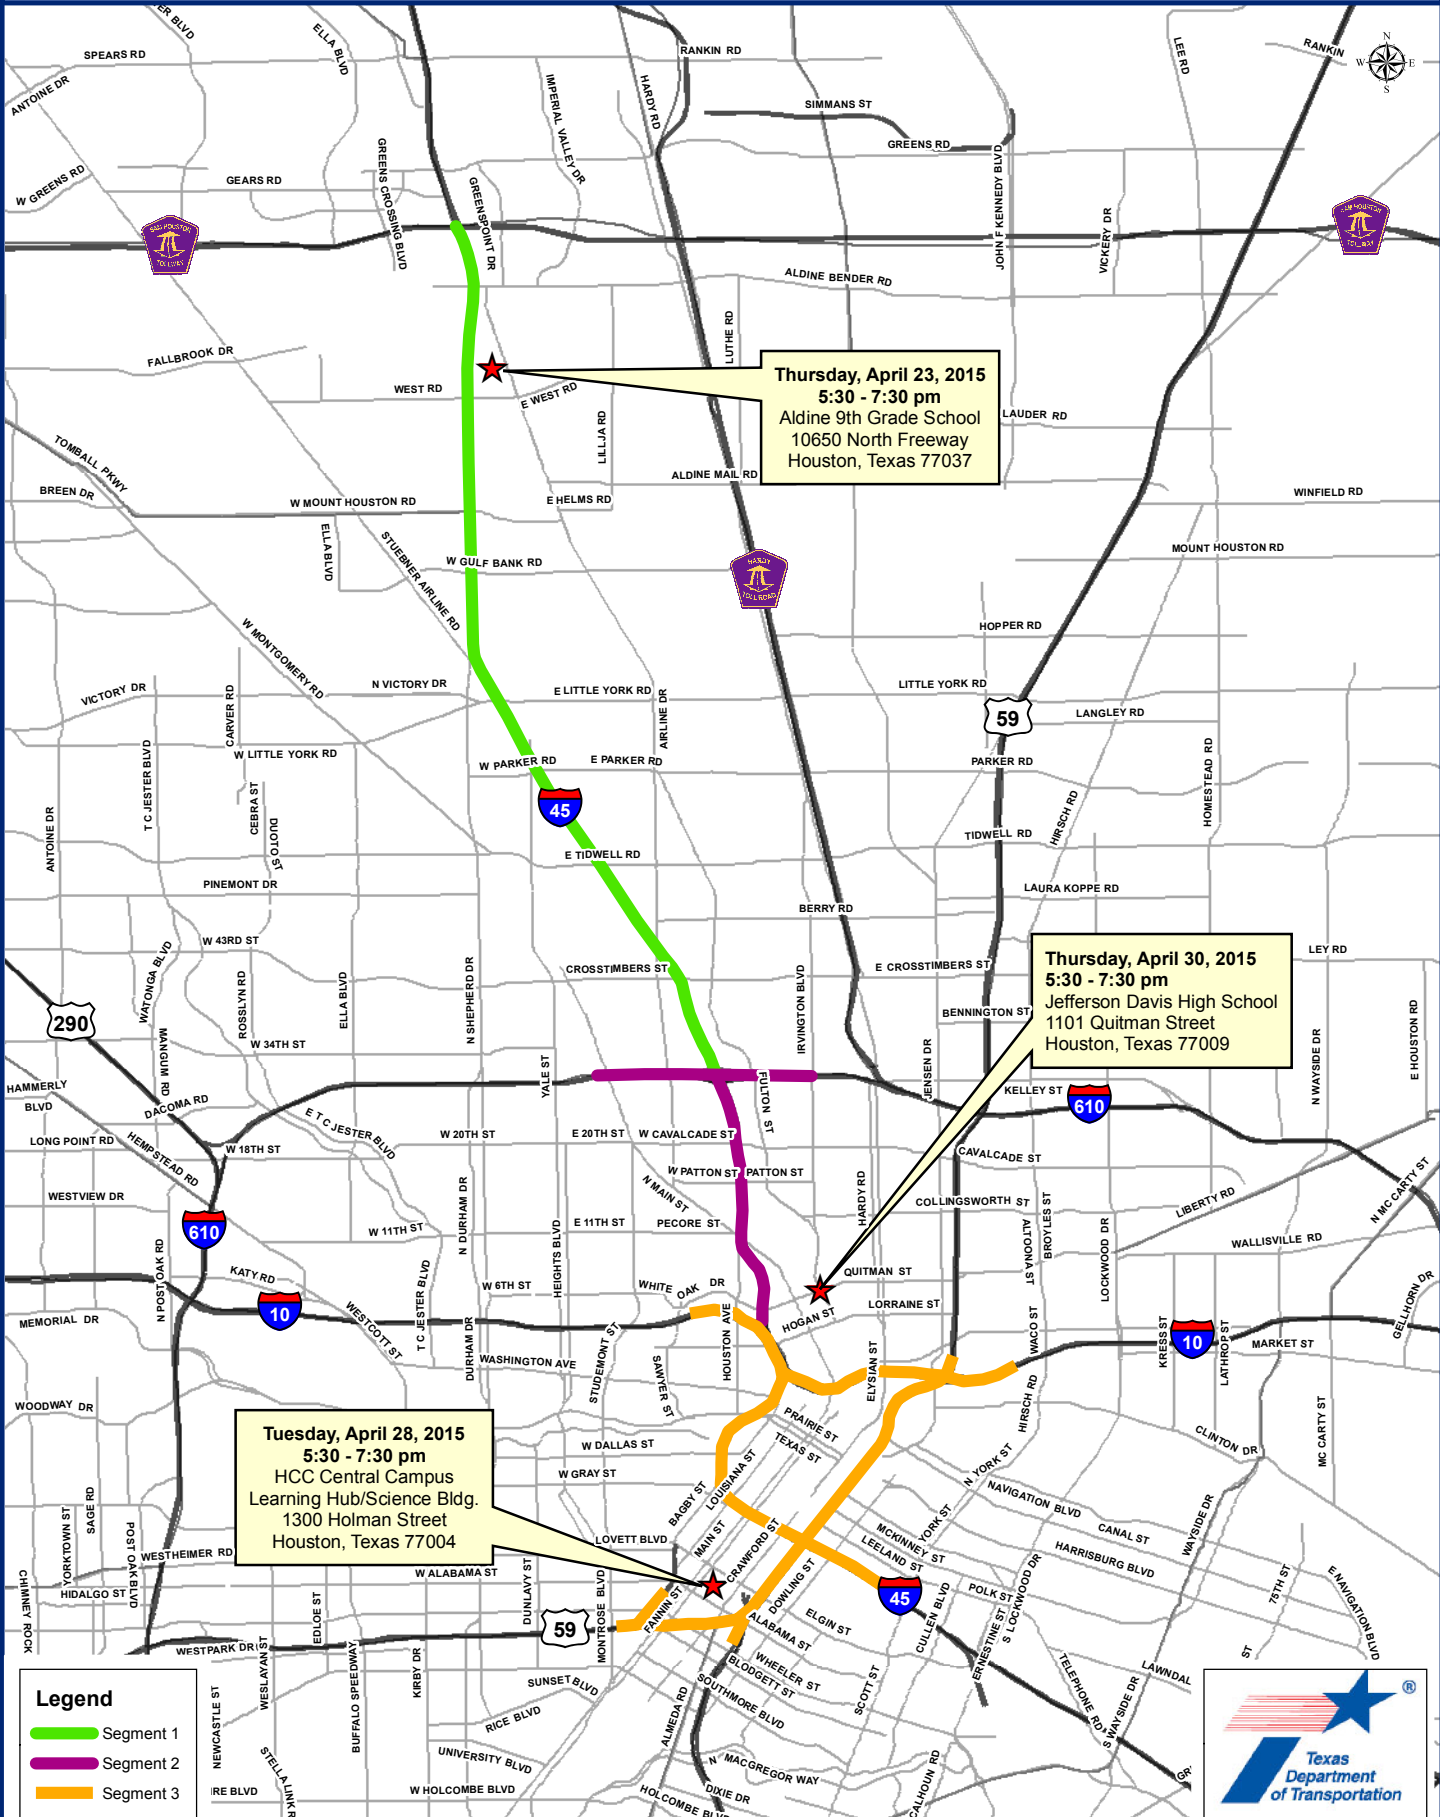 ER BLVD
SPEARS RD
ELLA BLVD
ANTOINE DR
RANKIN RD
HARDY RD
IMPERIAL VALLEY DR
SIMMANS ST
GREENS RD
LEE RD
RANKIN
N
W
E
S
W GREENS RD
GEARS RD
GREENS CROSSING BLVD
GREENSPOINT DR
JOHN F KENNEDY BLVD
VICKERY DR
SAM HOUSTON
TOLLWAY
SAM HOUSTON
TOLLWAY
ALDINE BENDER RD
LUTHE RD
FALLBROOK DR
WEST RD
E WEST RD
LILLJA RD
Thursday, April 23, 2015
5:30 - 7:30 pm
Aldine 9th Grade School
10650 North Freeway
Houston, Texas 77037
LAUDER RD
ALDINE MAIL RD
TOMBALL PKWY
BREEN DR
W MOUNT HOUSTON RD
E HELMS RD
WINFIELD RD
ELLA BLVD
STUEBNER AIRLINE RD
W GULF BANK RD
MOUNT HOUSTON RD
HARDY
TOLL ROAD
HOPPER RD
W MONTGOMERY RD
VICTORY DR
CARVER RD
N VICTORY DR
E LITTLE YORK RD
AIRLINE DR
LITTLE YORK RD
59
LANGLEY RD
T C JESTER BLVD
W LITTLE YORK RD
W PARKER RD
E PARKER RD
PARKER RD
HOMESTEAD RD
HIRSCH RD
45
ANTOINE DR
CEBRA ST
DUOTO ST
E TIDWELL RD
TIDWELL RD
PINEMONT DR
LAURA KOPPE RD
BERRY RD
W 43RD ST
WATONGA BLVD
ROSSLYN RD
ELLA BLVD
N SHEPHERD DR
CROSSTIMBERS ST
IRVINGTON BLVD
E CROSSTIMBERS ST
Thursday, April 30, 2015
5:30 - 7:30 pm
Jefferson Davis High School
1101 Quitman Street
Houston, Texas 77009
LEY RD
BENNINGTON ST
E HOUSTON RD
N WAYSIDE DR
290
MANGUM RD
W 34TH ST
YALE ST
FULTON ST
JENSEN DR
KELLEY ST
610
HAMMERLY
BLVD
DACOMA RD
LONG POINT RD
HEMPSTEAD RD
W 18TH ST
E T C JESTER BLVD
W 20TH ST
E 20TH ST
W CAVALCADE ST
CAVALCADE ST
W PATTON ST
PATTON ST
N MAIN ST
WESTVIEW DR
610
W 11TH ST
N DURHAM DR
HEIGHTS BLVD
E 11TH ST
PECORE ST
HARDY RD
COLLINGSWORTH ST
ALTOONA ST
BROYLES ST
LOCKWOOD DR
LIBERTY RD
N MC CARTY ST
WALLISVILLE RD
N POST OAK RD
KATY RD
T C JESTER BLVD
W 6TH ST
WHITE OAK DR
QUITMAN ST
LORRAINE ST
HOGAN ST
GELLHORN DR
10
MEMORIAL DR
WESTCOTT ST
DURHAM DR
WASHINGTON AVE
STUDEMONT ST
SAWYER ST
HOUSTON AVE
ELYSIAN ST
WACO ST
KRESS ST
10
LATHROP ST
MARKET ST
WOODWAY DR
HIRSCH RD
MC CARTY ST
PRAIRIE ST
TEXAS ST
CLINTON DR
Tuesday, April 28, 2015
5:30 - 7:30 pm
HCC Central Campus
Learning Hub/Science Bldg.
1300 Holman Street
Houston, Texas 77004
W DALLAS ST
W GRAY ST
BAGBY ST
LOUISIANA ST
N YORK ST
NAVIGATION BLVD
CANAL ST
YORK ST
MCKINNEY ST
LEELAND ST
HARRISBURG BLVD
WAYSIDE DR
LOVETT BLVD
MAIN ST
CRAWFORD ST
DOWLING ST
YORKTOWN ST
SAGE RD
POST OAK BLVD
WESTHEIMER RD
W ALABAMA ST
HIDALGO ST
CHIMNEY ROCK
EDLOE ST
DUNLAVY ST
MONTROSE BLVD
59
FANNIN ST
45
POLK ST
S LOCKWOOD DR
CULLEN BLVD
ERNESTINE ST
75TH ST
E NAVIGATION BLVD
ELGIN ST
ALABAMA ST
WESTPARK DR
WESLAYAN ST
BUFFALO SPEEDWAY
KIRBY DR
WHEELER ST
BLODGETT ST
SOUTHMORE BLVD
SCOTT ST
TELEPHONE RD
LAWNDAL
ST
S WAYSIDE DR
SUNSET BLVD
RICE BLVD
ALMEDA RD
NEWCASTLE ST
STELLA LINK R
UNIVERSITY BLVD
N MACGREGOR WAY
CALHOUN RD
GR
RE BLVD
W HOLCOMBE BLVD
HOLCOMBE BLV
DIXIE DR
Legend
Segment 1
Segment 2
Segment 3
®
Texas
Department
of Transportation